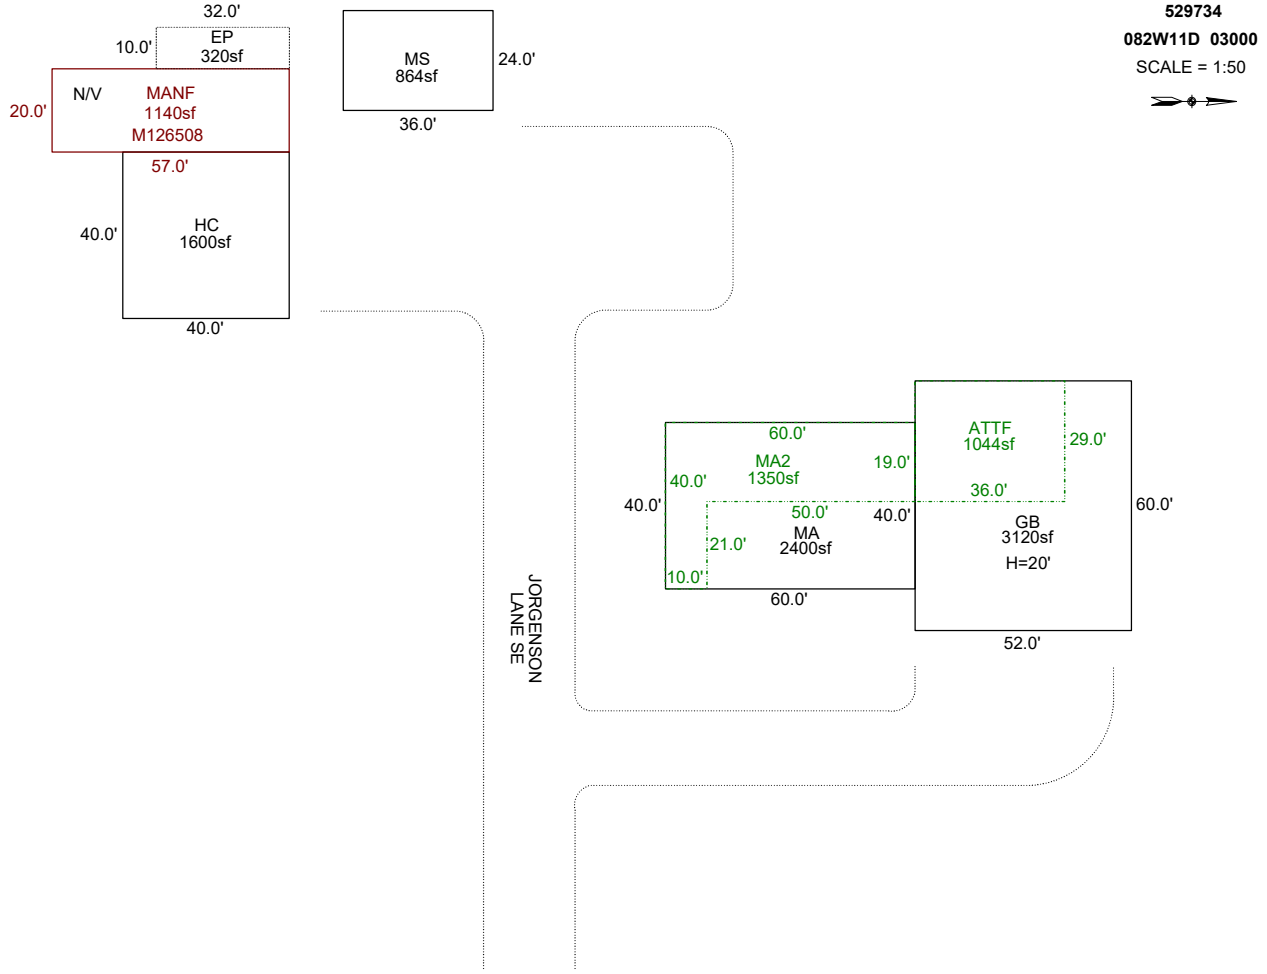 529734
082W11D 03000
SCALE = 1:50
32.0'
10.0'
EP
320sf
20.0'
N/V
MANF
1140sf
M126508
57.0'
40.0'
HC
1600sf
40.0'
MS
864sf
24.0'
36.0'
JORGENSON
LANE SE
60.0'
MA2
1350sf
19.0'
40.0'
40.0'
50.0'
40.0'
MA
2400sf
21.0'
10.0'
60.0'
ATTF
1044sf
29.0'
36.0'
GB
3120sf
H=20'
60.0'
52.0'